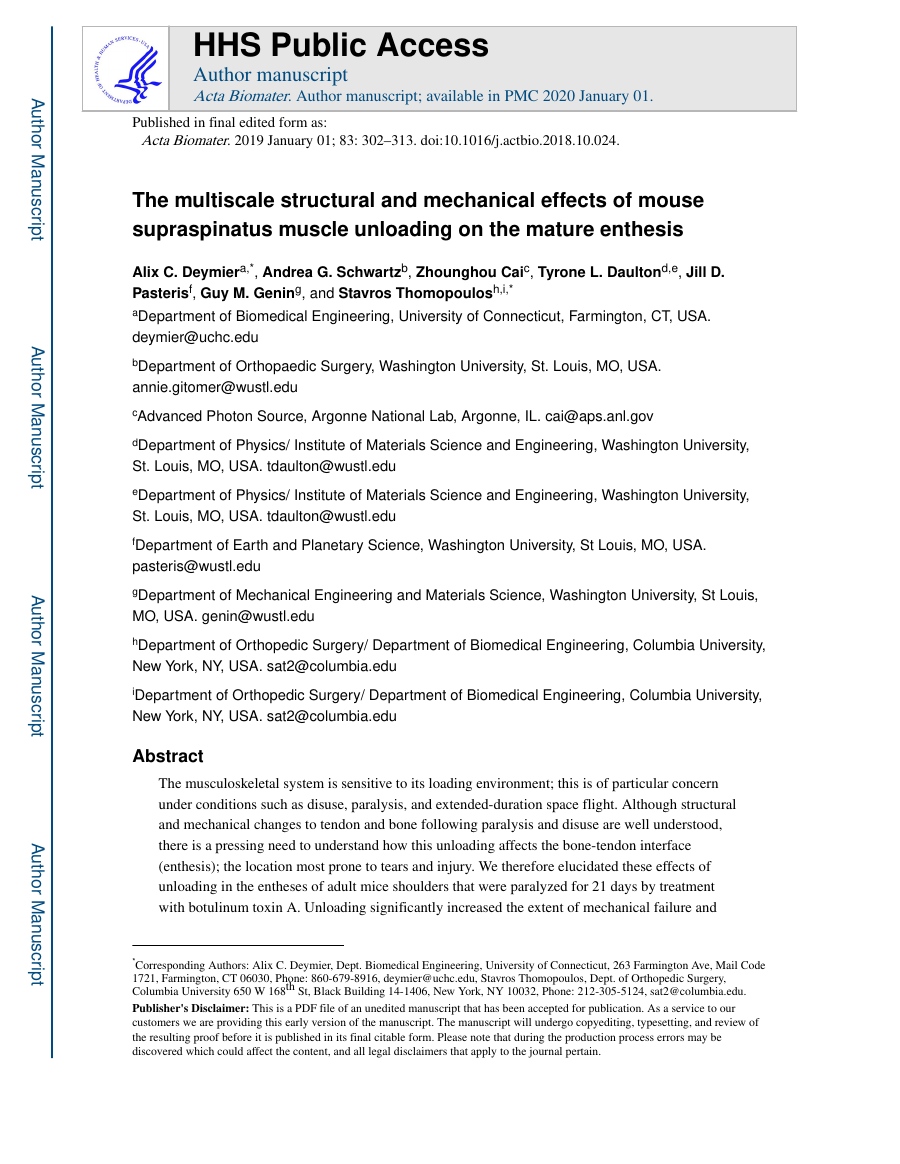 HHS Public Access
Author manuscript
Acta Biomater. Author manuscript; available in PMC 2020 January 01.
Published in final edited form as:
Acta Biomater. 2019 January 01; 83: 302–313. doi:10.1016/j.actbio.2018.10.024.
The multiscale structural and mechanical effects of mouse
supraspinatus muscle unloading on the mature enthesis
Alix C. Deymiera,*, Andrea G. Schwartzb, Zhounghou Caic, Tyrone L. Daultond,e, Jill D.
Pasterisf, Guy M. Gening, and Stavros Thomopoulosh,i,*
aDepartment of Biomedical Engineering, University of Connecticut, Farmington, CT, USA.
deymier@uchc.edu
bDepartment of Orthopaedic Surgery, Washington University, St. Louis, MO, USA.
annie.gitomer@wustl.edu
cAdvanced Photon Source, Argonne National Lab, Argonne, IL. cai@aps.anl.gov
dDepartment of Physics/ Institute of Materials Science and Engineering, Washington University,
St. Louis, MO, USA. tdaulton@wustl.edu
eDepartment of Physics/ Institute of Materials Science and Engineering, Washington University,
St. Louis, MO, USA. tdaulton@wustl.edu
fDepartment of Earth and Planetary Science, Washington University, St Louis, MO, USA.
pasteris@wustl.edu
gDepartment of Mechanical Engineering and Materials Science, Washington University, St Louis,
MO, USA. genin@wustl.edu
hDepartment of Orthopedic Surgery/ Department of Biomedical Engineering, Columbia University,
New York, NY, USA. sat2@columbia.edu
iDepartment of Orthopedic Surgery/ Department of Biomedical Engineering, Columbia University,
New York, NY, USA. sat2@columbia.edu
Abstract
The musculoskeletal system is sensitive to its loading environment; this is of particular concern
under conditions such as disuse, paralysis, and extended-duration space flight. Although structural
and mechanical changes to tendon and bone following paralysis and disuse are well understood,
there is a pressing need to understand how this unloading affects the bone-tendon interface
(enthesis); the location most prone to tears and injury. We therefore elucidated these effects of
unloading in the entheses of adult mice shoulders that were paralyzed for 21 days by treatment
with botulinum toxin A. Unloading significantly increased the extent of mechanical failure and
*Corresponding Authors: Alix C. Deymier, Dept. Biomedical Engineering, University of Connecticut, 263 Farmington Ave, Mail Code
1721, Farmington, CT 06030, Phone: 860-679-8916, deymier@uchc.edu, Stavros Thomopoulos, Dept. of Orthopedic Surgery,
Columbia University 650 W 168th St, Black Building 14-1406, New York, NY 10032, Phone: 212-305-5124, sat2@columbia.edu.
Publisher's Disclaimer: This is a PDF file of an unedited manuscript that has been accepted for publication. As a service to our
customers we are providing this early version of the manuscript. The manuscript will undergo copyediting, typesetting, and review of
the resulting proof before it is published in its final citable form. Please note that during the production process errors may be
discovered which could affect the content, and all legal disclaimers that apply to the journal pertain.
Author Manuscript
Author Manuscript
Author Manuscript
Author Manuscript
DEPARTMENT OF HEALTH & HUMAN SERVICES • USA